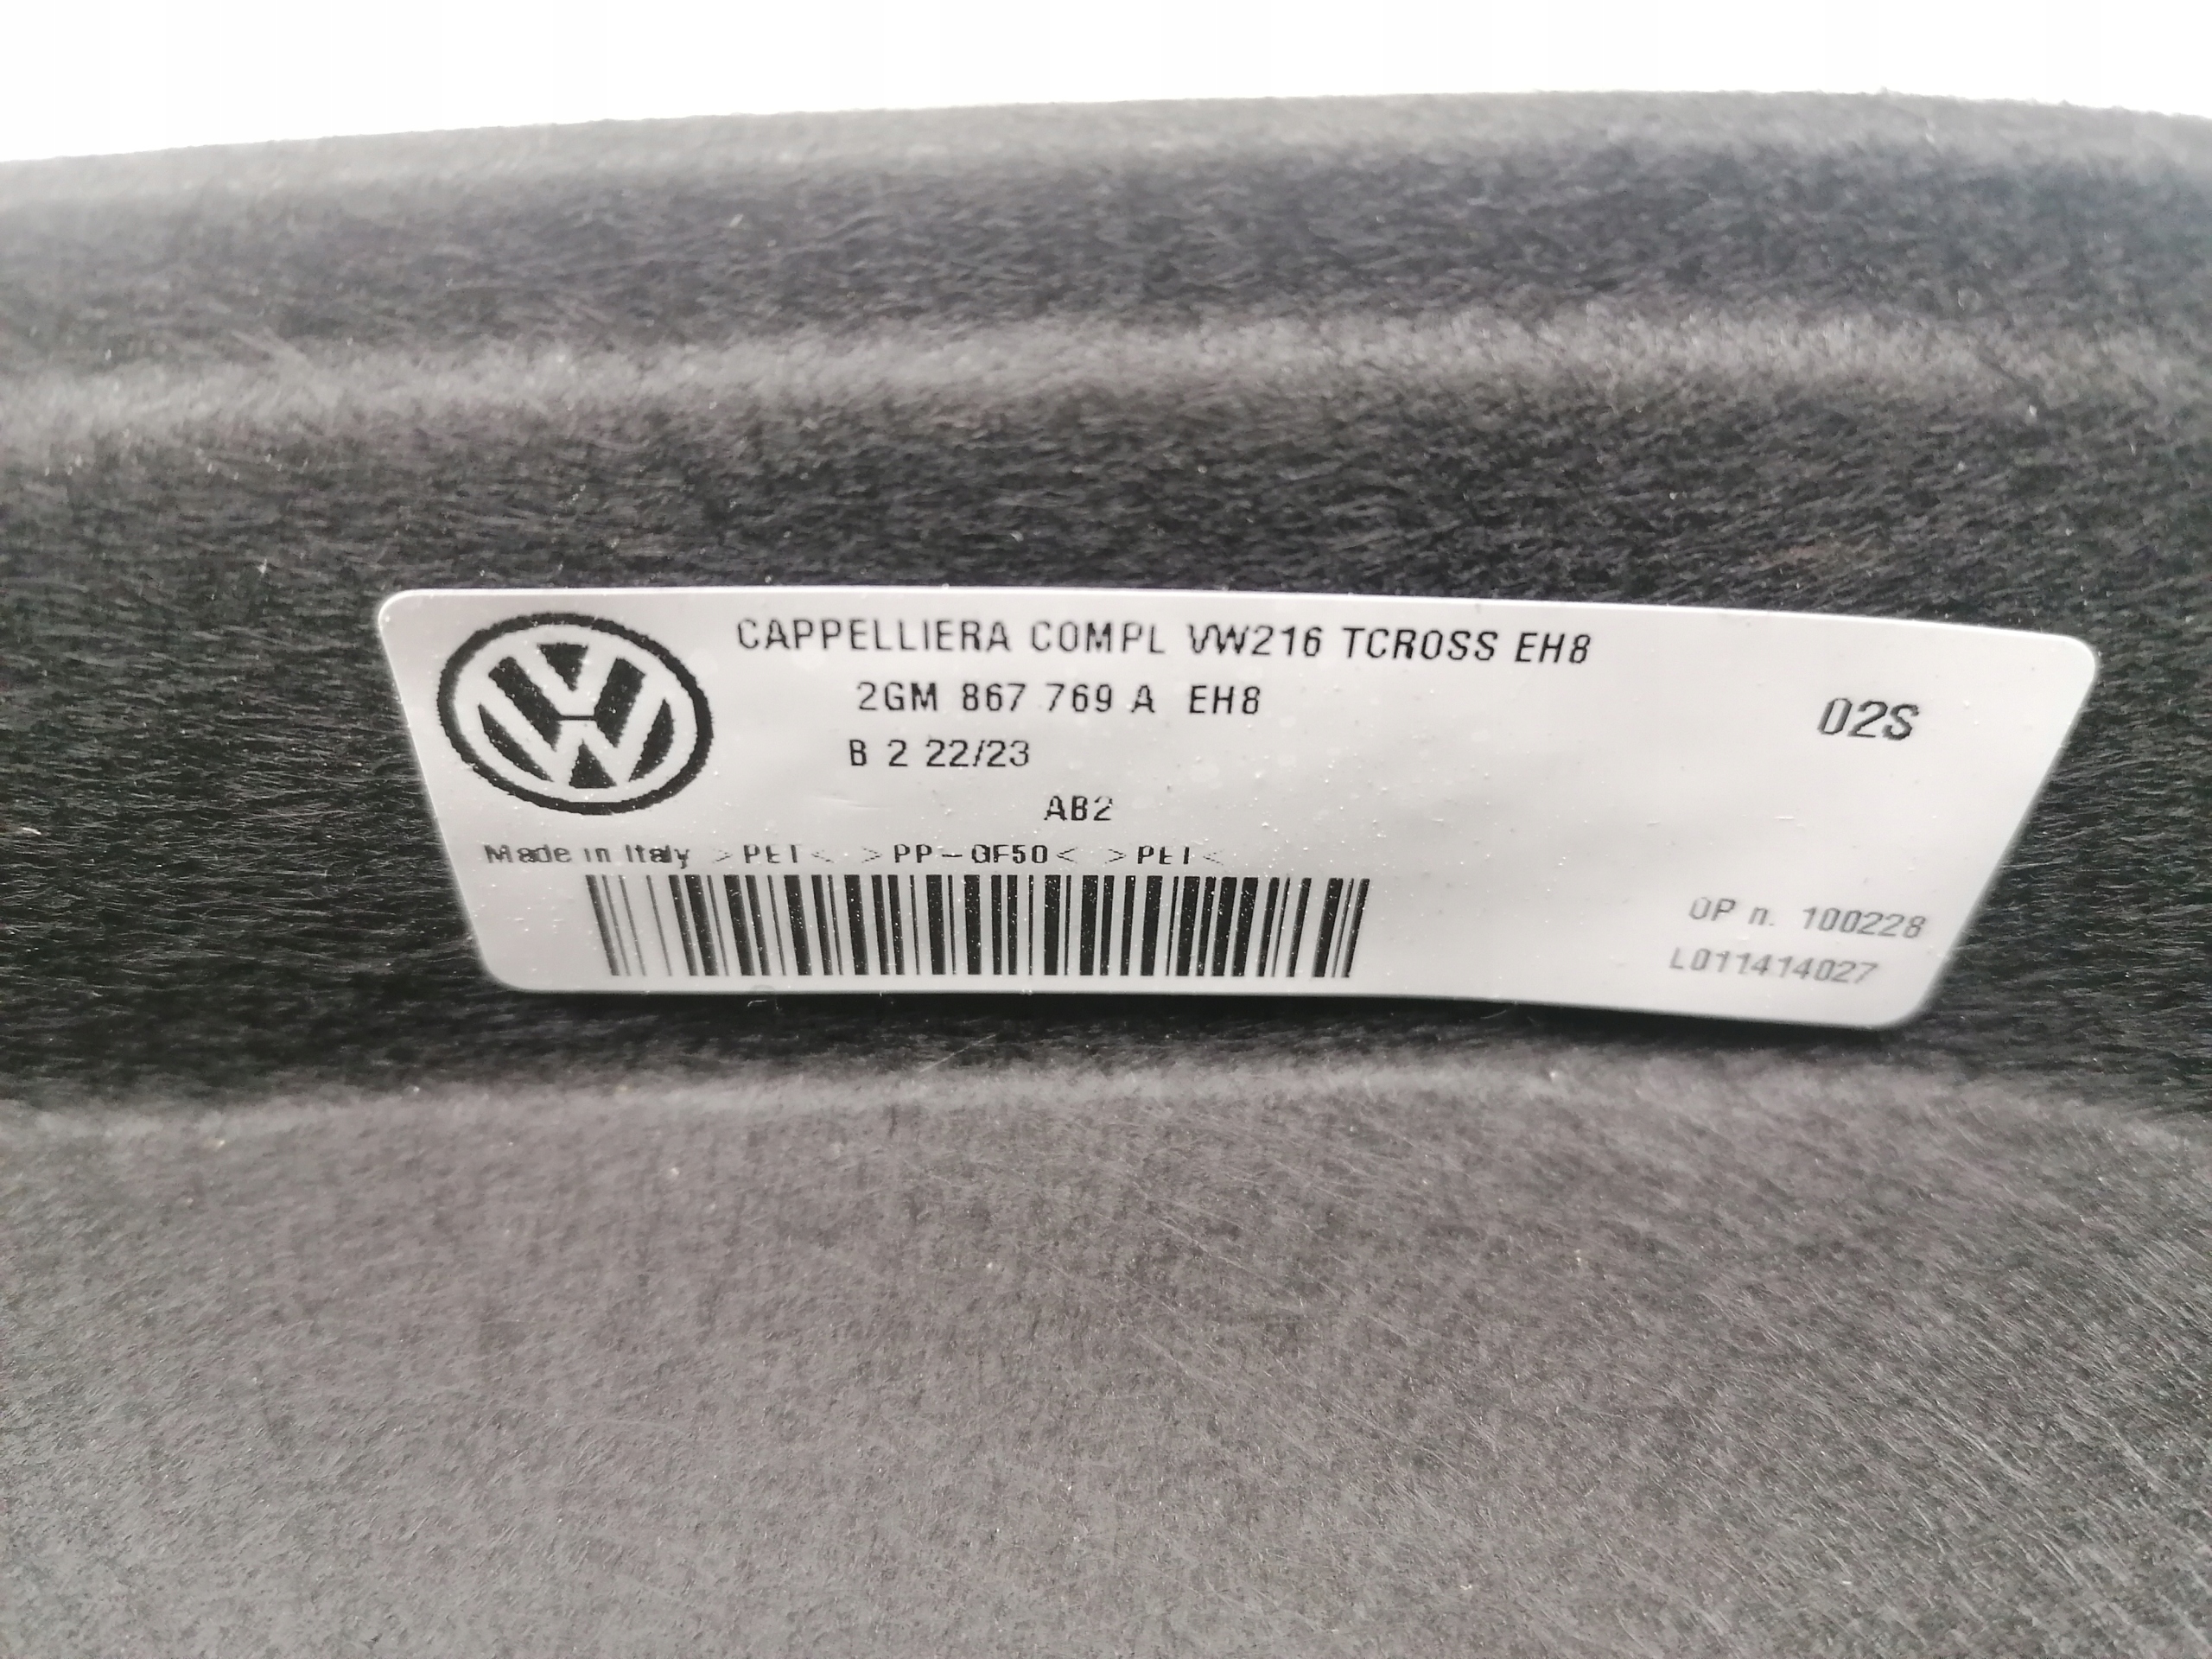 CAPPELLIERA COMPL VW216 TCROSS EH8
2GM 867 769 A EH8
02S
B 2 22/23
AB2
Made in Italy >PET< >PP-GF50< >PET<
OP n. 100228
L011414027